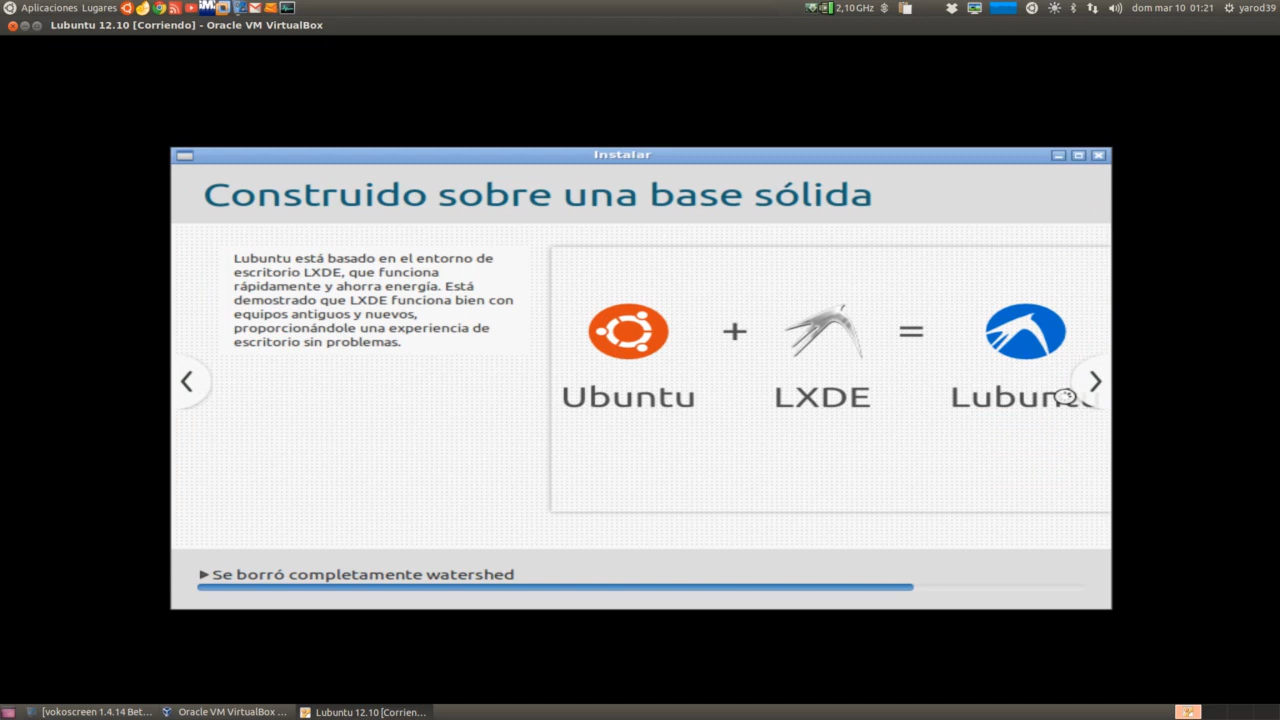 Aplicaciones Lugares
2,10GHz
dom mar 10 01:21
yarod39
Lubuntu 12.10 [Corriendo] - Oracle VM VirtualBox
Instalar
Construido sobre una base sólida
Lubuntu está basado en el entorno de
escritorio LXDE, que funciona
rápidamente y ahorra energía. Está
demostrado que LXDE funciona bien con
equipos antiguos y nuevos,
proporcionándole una experiencia de
escritorio sin problemas.
+
=
Ubuntu
LXDE
Lubuntu
Se borró completamente watershed
[vokoscreen 1.4.14 Bet...
Oracle VM VirtualBox ...
Lubuntu 12.10 [Corrien...